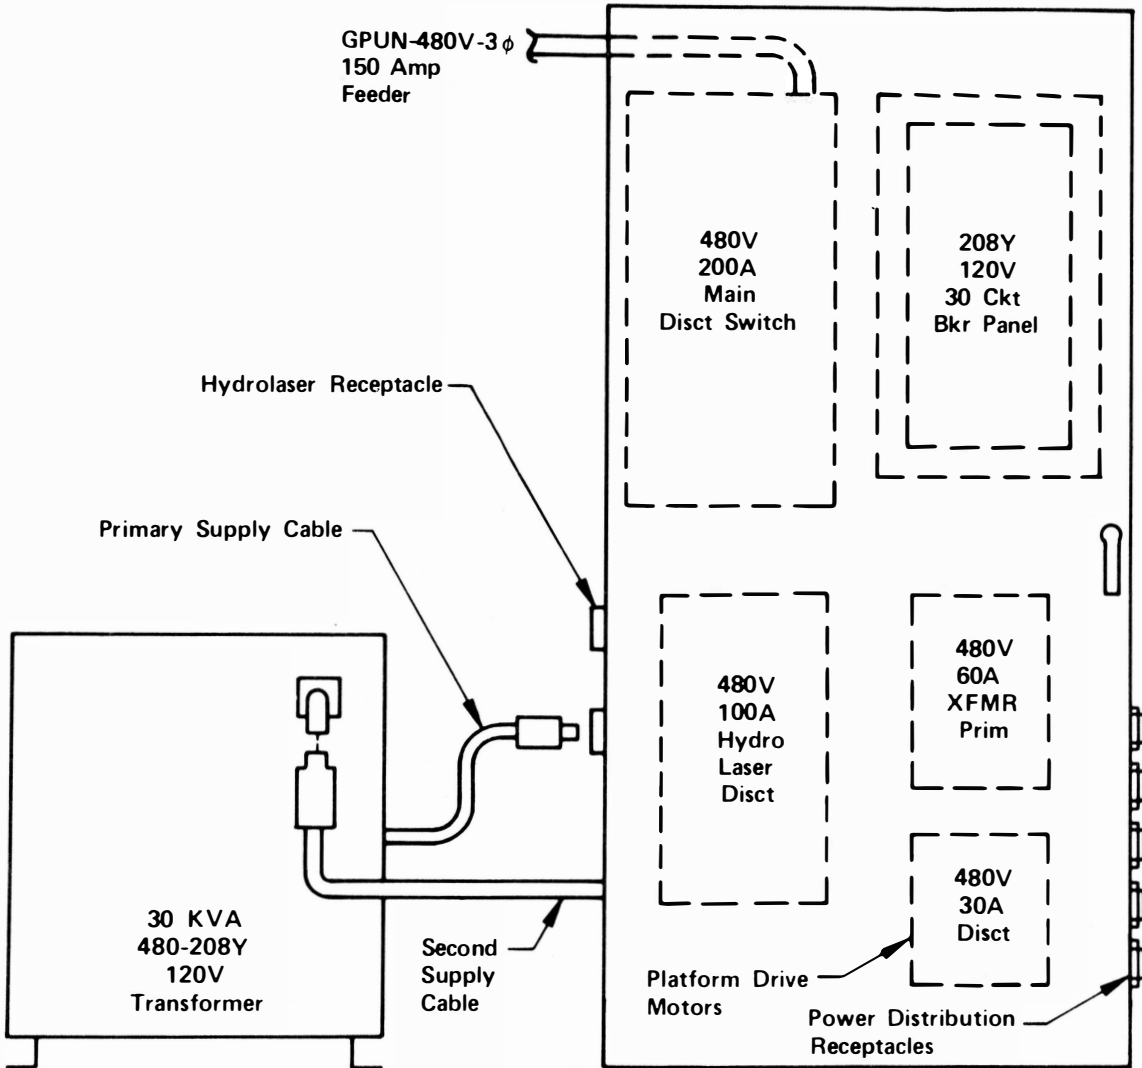 GPUN-480V-3 ϕ
150 Amp
Feeder
480V
200A
Main
Disct Switch
208Y
120V
30 Ckt
Bkr Panel
Hydrolaser Receptacle
Primary Supply Cable
480V
100A
Hydro
Laser
Disct
480V
60A
XFMR
Prim
480V
30A
Disct
30 KVA
480-208Y
120V
Transformer
Second
Supply
Cable
Platform Drive
Motors
Power Distribution
Receptacles